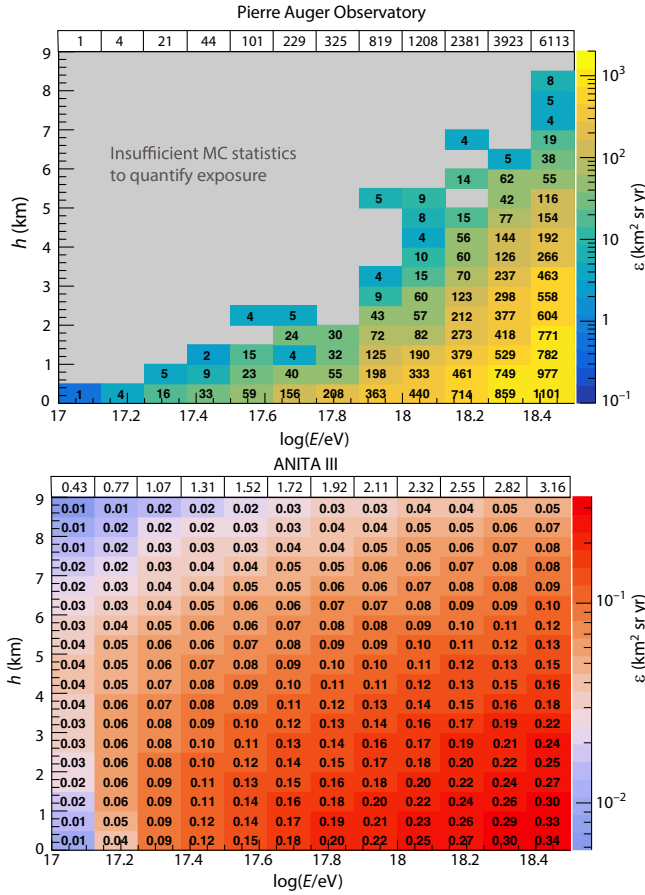 Pierre Auger Observatory
1 4 21 44 101 229 325 819 1208 2381 3923 6113
9
8 8
5
7 4
4 19
6 5 38
Insufficient MC statistics
to quantify exposure
14 62 55
5 5 9 42 116
8 15 77 154
4 4 56 144 192
10 60 126 266
3 4 15 70 237 463
9 60 123 298 558
2 4 5 43 57 212 377 604
24 30 72 82 273 418 771
1 2 15 4 32 125 190 379 529 782
5 9 23 40 55 198 333 461 749 977
0 1 4 16 33 59 156 208 363 440 714 859 1101
17 17.2 17.4 17.6 17.8 18 18.2 18.4
log(E/eV)
h (km)
10³
10²
10
1
10⁻¹
ε (km² sr yr)
ANITA III
0.43 0.77 1.07 1.31 1.52 1.72 1.92 2.11 2.32 2.55 2.82 3.16
9 0.01 0.01 0.02 0.02 0.02 0.03 0.03 0.03 0.04 0.04 0.05 0.05
8 0.01 0.02 0.02 0.03 0.03 0.03 0.04 0.04 0.05 0.05 0.06 0.07
0.01 0.02 0.03 0.03 0.04 0.04 0.04 0.05 0.05 0.06 0.07 0.08
7 0.02 0.02 0.03 0.04 0.04 0.05 0.05 0.06 0.06 0.07 0.08 0.08
0.02 0.03 0.04 0.04 0.05 0.05 0.06 0.06 0.07 0.08 0.08 0.09
6 0.03 0.03 0.04 0.05 0.06 0.06 0.07 0.07 0.08 0.09 0.09 0.10
0.03 0.04 0.05 0.06 0.06 0.07 0.08 0.08 0.09 0.10 0.11 0.12
5 0.04 0.05 0.06 0.06 0.07 0.08 0.09 0.09 0.10 0.11 0.12 0.13
0.04 0.05 0.06 0.07 0.08 0.09 0.10 0.10 0.11 0.12 0.13 0.15
4 0.04 0.05 0.07 0.08 0.09 0.10 0.11 0.11 0.12 0.13 0.15 0.16
0.04 0.06 0.07 0.08 0.09 0.11 0.12 0.13 0.14 0.15 0.16 0.18
3 0.03 0.06 0.08 0.09 0.10 0.12 0.13 0.14 0.16 0.17 0.19 0.22
0.03 0.06 0.08 0.10 0.11 0.13 0.14 0.16 0.17 0.19 0.21 0.24
2 0.03 0.06 0.08 0.10 0.12 0.14 0.15 0.17 0.18 0.20 0.22 0.25
0.02 0.06 0.09 0.11 0.13 0.15 0.16 0.18 0.20 0.22 0.24 0.27
1 0.02 0.06 0.09 0.11 0.14 0.16 0.18 0.20 0.22 0.24 0.26 0.30
0.01 0.05 0.09 0.12 0.14 0.17 0.19 0.21 0.23 0.26 0.29 0.33
0 0.01 0.04 0.09 0.12 0.15 0.18 0.20 0.22 0.25 0.27 0.30 0.34
17 17.2 17.4 17.6 17.8 18 18.2 18.4
log(E/eV)
h (km)
10⁻¹
10⁻²
ε (km² sr yr)